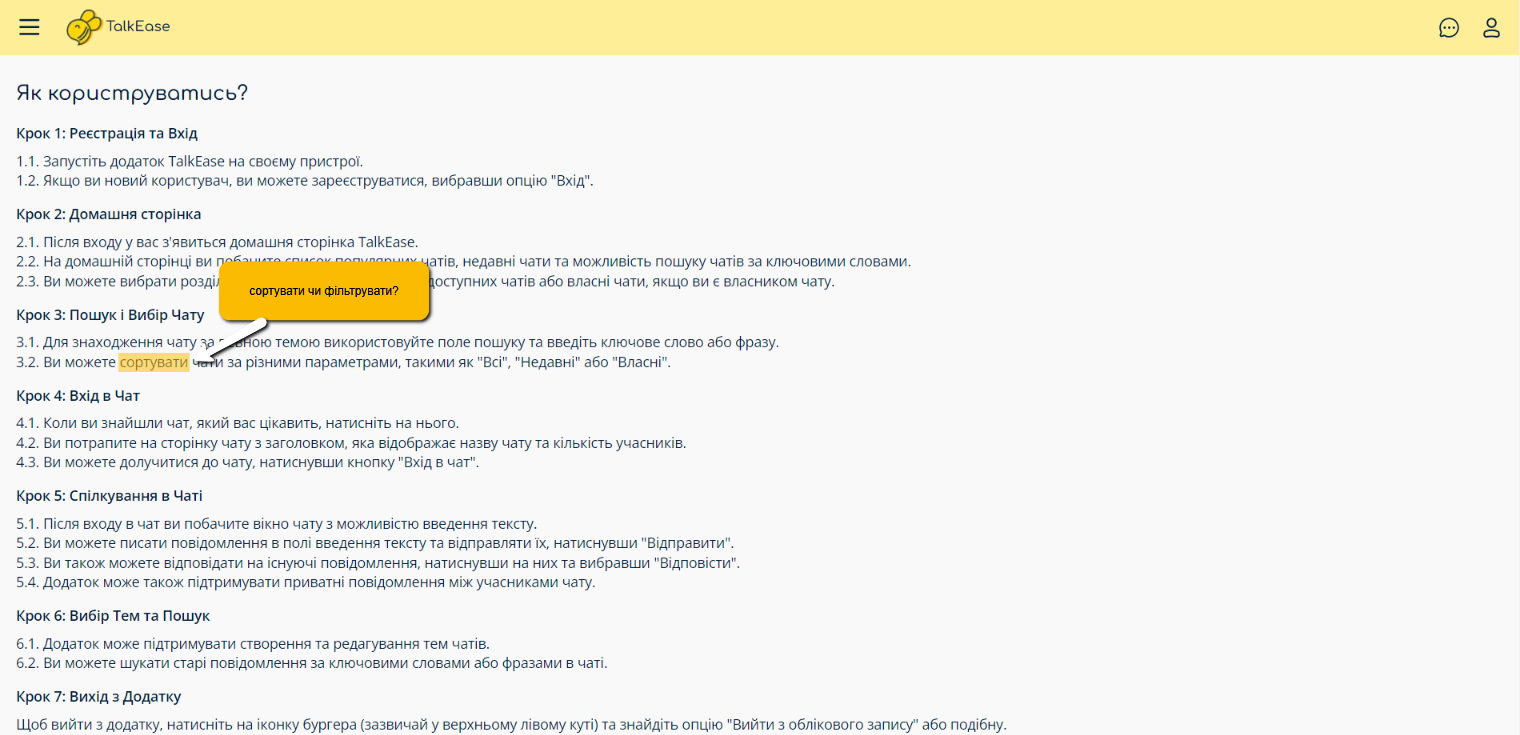 TalkEase
Як користуватись?
Крок 1: Реєстрація та Вхід
1.1. Запустіть додаток TalkEase на своєму пристрої.
1.2. Якщо ви новий користувач, ви можете зареєструватися, вибравши опцію "Вхід".
Крок 2: Домашня сторінка
2.1. Після входу у вас з'явиться домашня сторінка TalkEase.
2.2. На домашній сторінці ви побачите список популярних чатів, недавні чати та можливість пошуку чатів за ключовими словами.
2.3. Ви можете вибрати розділ доступних чатів або власні чати, якщо ви є власником чату.
сортувати чи фільтрувати?
Крок 3: Пошук і Вибір Чату
3.1. Для знаходження чату за певною темою використовуйте поле пошуку та введіть ключове слово або фразу.
3.2. Ви можете сортувати чати за різними параметрами, такими як "Всі", "Недавні" або "Власні".
Крок 4: Вхід в Чат
4.1. Коли ви знайшли чат, який вас цікавить, натисніть на нього.
4.2. Ви потрапите на сторінку чату з заголовком, яка відображає назву чату та кількість учасників.
4.3. Ви можете долучитися до чату, натиснувши кнопку "Вхід в чат".
Крок 5: Спілкування в Чаті
5.1. Після входу в чат ви побачите вікно чату з можливістю введення тексту.
5.2. Ви можете писати повідомлення в полі введення тексту та відправляти їх, натиснувши "Відправити".
5.3. Ви також можете відповідати на існуючі повідомлення, натиснувши на них та вибравши "Відповісти".
5.4. Додаток може також підтримувати приватні повідомлення між учасниками чату.
Крок 6: Вибір Тем та Пошук
6.1. Додаток може підтримувати створення та редагування тем чатів.
6.2. Ви можете шукати старі повідомлення за ключовими словами або фразами в чаті.
Крок 7: Вихід з Додатку
Щоб вийти з додатку, натисніть на іконку бургера (зазвичай у верхньому лівому куті) та знайдіть опцію "Вийти з облікового запису" або подібну.